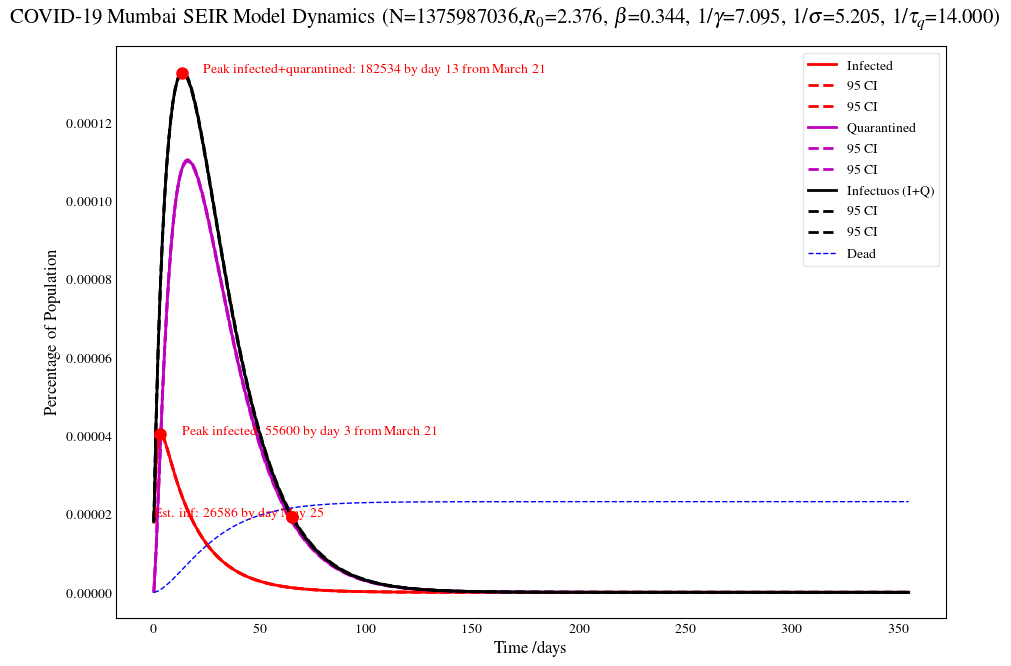 COVID-19 Mumbai SEIR Model Dynamics (N=1375987036,R₀=2.376, β=0.344, 1/γ=7.095, 1/σ=5.205, 1/τq=14.000)
Peak infected+quarantined: 182534 by day 13 from March 21
Infected
95 CI
95 CI
Quarantined
95 CI
95 CI
Infectuos (I+Q)
95 CI
95 CI
Dead
0.00012
0.00010
0.00008
0.00006
0.00004
0.00002
0.00000
Percentage of Population
Peak infected: 55600 by day 3 from March 21
Est. inf: 26586 by day May 25
0 50 100 150 200 250 300 350
Time /days